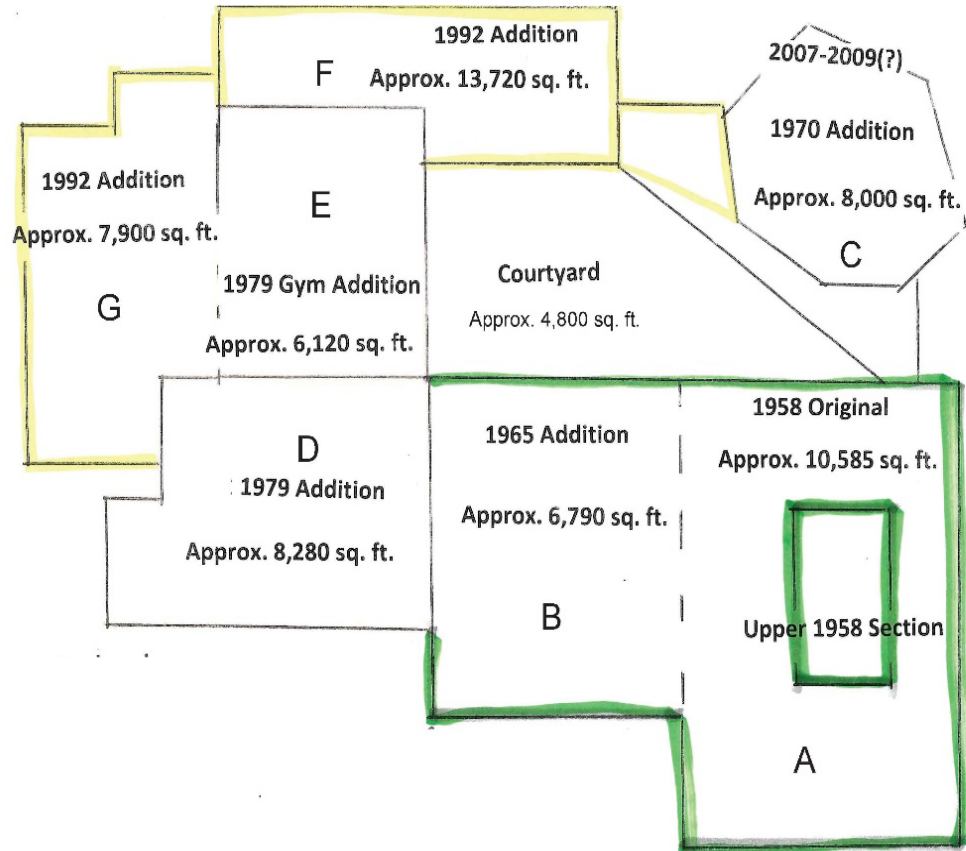 1992 Addition
F
Approx. 13,720 sq. ft.
2007-2009(?)
1970 Addition
Approx. 8,000 sq. ft.
C
1992 Addition
Approx. 7,900 sq. ft.
G
E
1979 Gym Addition
Approx. 6,120 sq. ft.
Courtyard
Approx. 4,800 sq. ft.
D
1979 Addition
Approx. 8,280 sq. ft.
1965 Addition
Approx. 6,790 sq. ft.
B
1958 Original
Approx. 10,585 sq. ft.
Upper 1958 Section
A